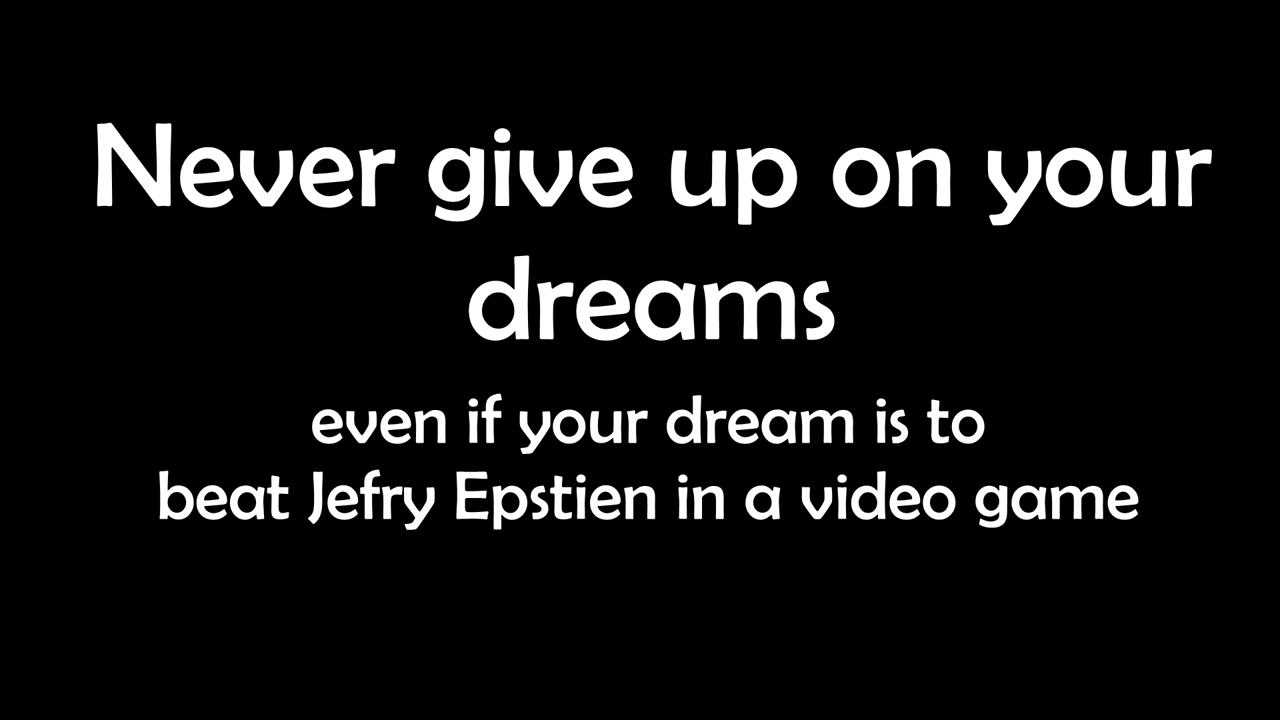 Never give up on your
dreams
even if your dream is to
beat Jefry Epstien in a video game